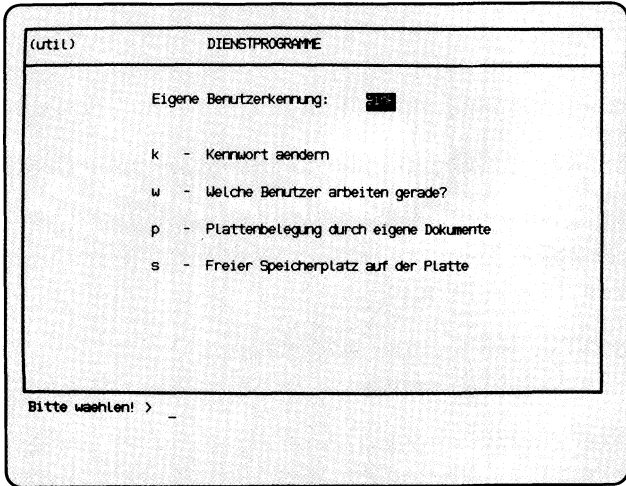 (util) DIENSTPROGRAMME
Eigene Benutzerkennung:
k - Kennwort aendern
w - Welche Benutzer arbeiten gerade?
p - Plattenbelegung durch eigene Dokumente
s - Freier Speicherplatz auf der Platte
Bitte waehlen! > _